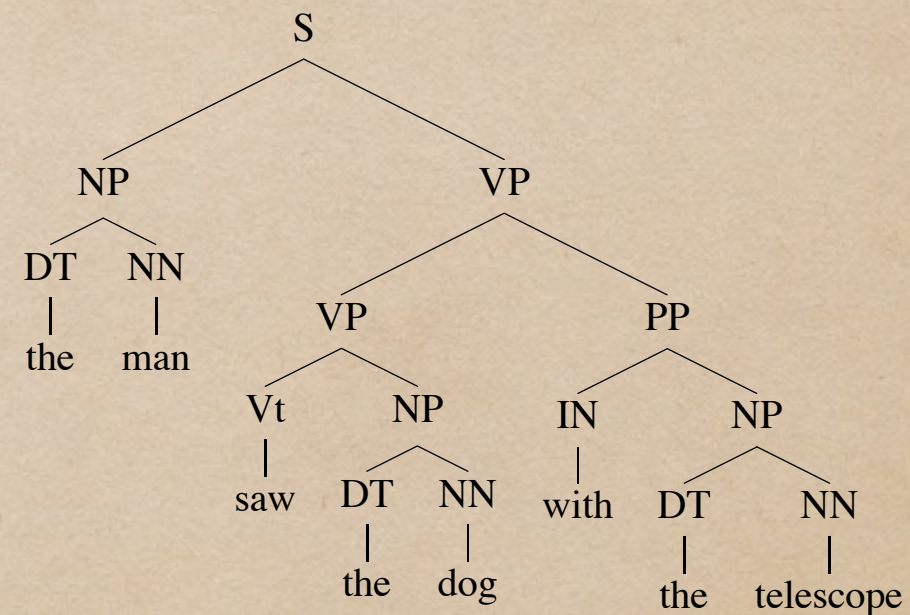 S
NP VP
DT NN
the man
VP PP
Vt NP IN NP
saw DT NN with DT NN
the dog the telescope